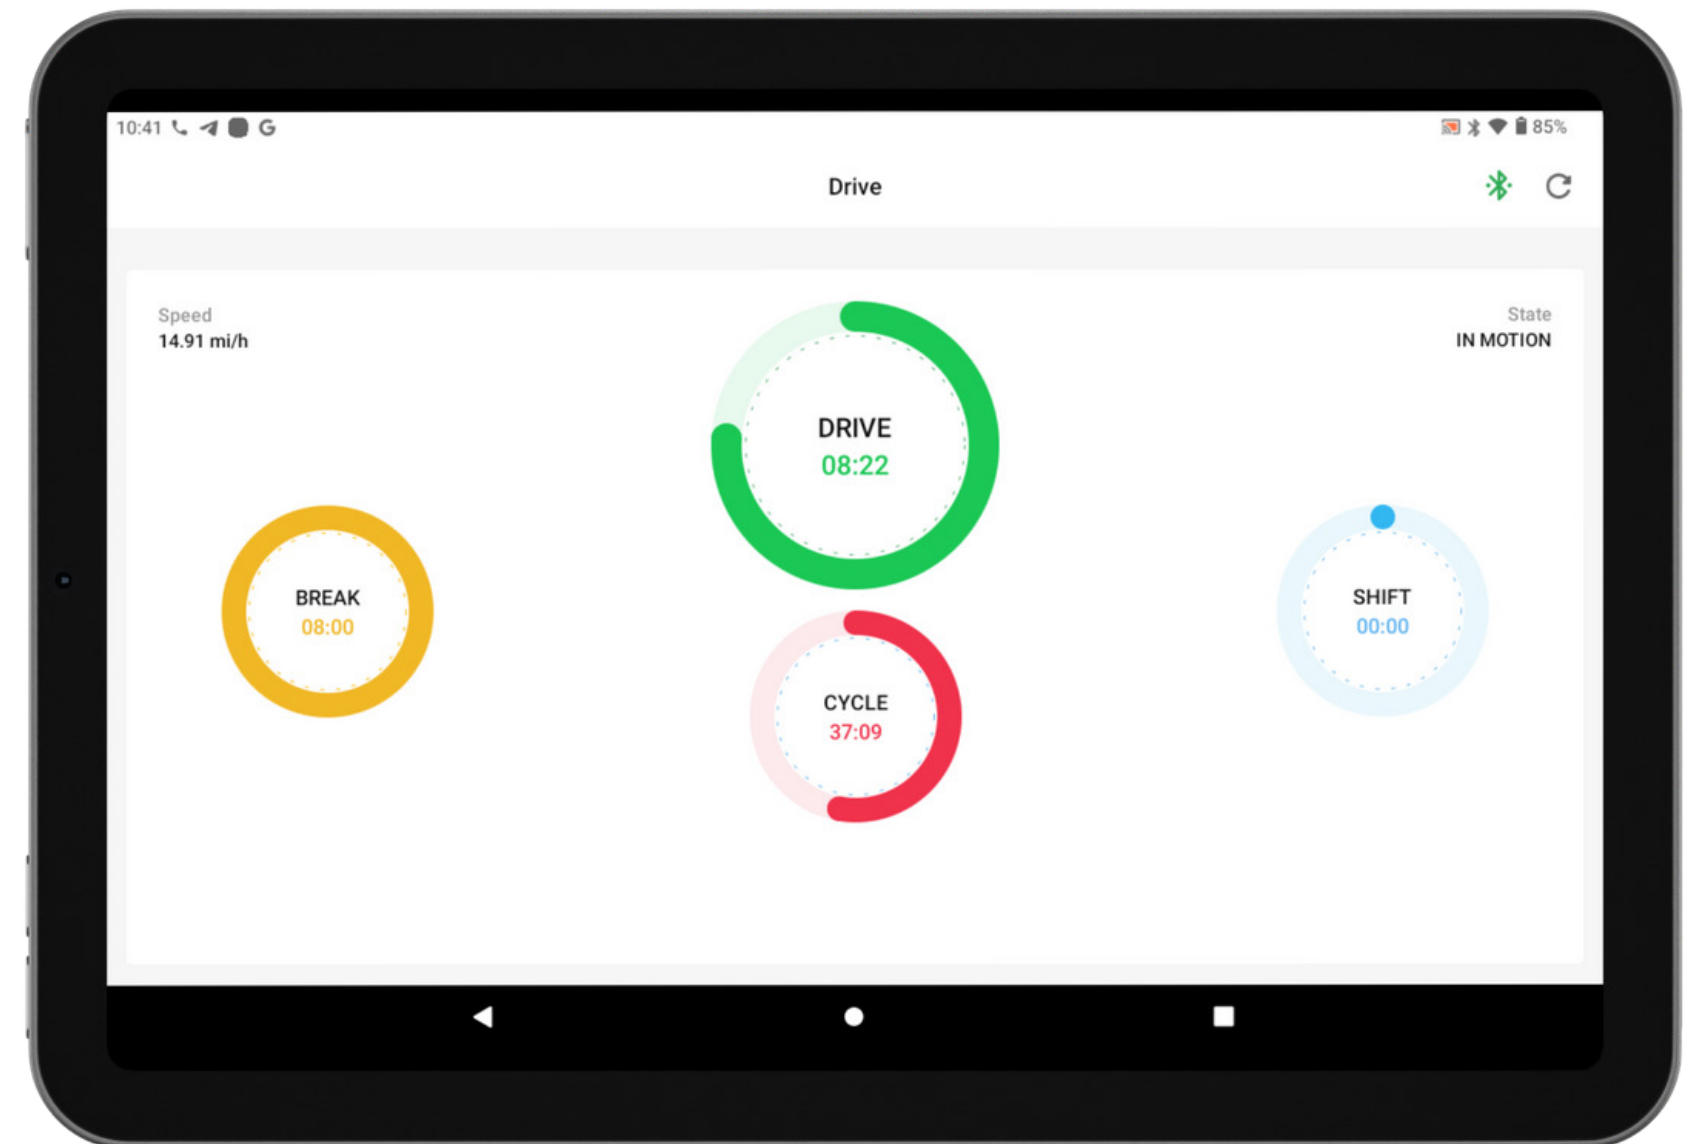 10:41 G 85%
Drive
Speed
14.91 mi/h
State
IN MOTION
DRIVE
08:22
BREAK
08:00
SHIFT
00:00
CYCLE
37:09